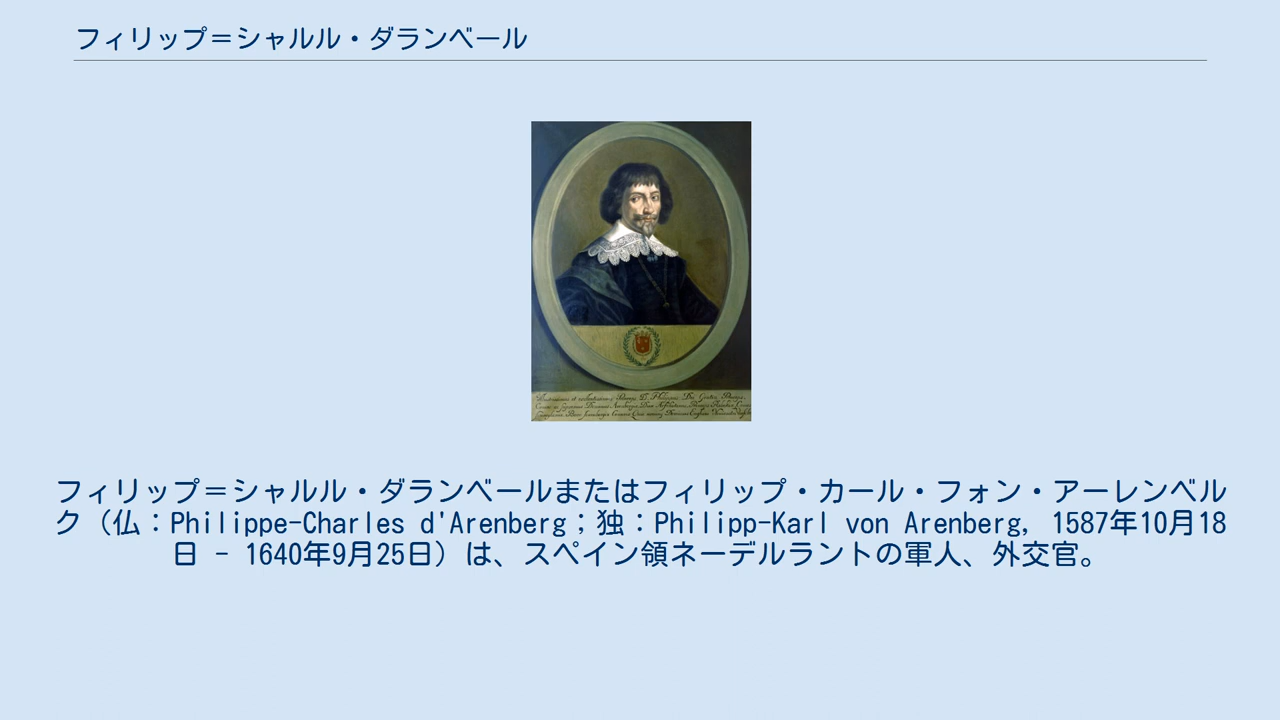 フィリップ＝シャルル・ダランベール
フィリップ＝シャルル・ダランベールまたはフィリップ・カール・フォン・アーレンベル
ク（仏：Philippe-Charles d'Arenberg；独：Philipp-Karl von Arenberg, 1587年10月18
日 - 1640年9月25日）は、スペイン領ネーデルラントの軍人、外交官。